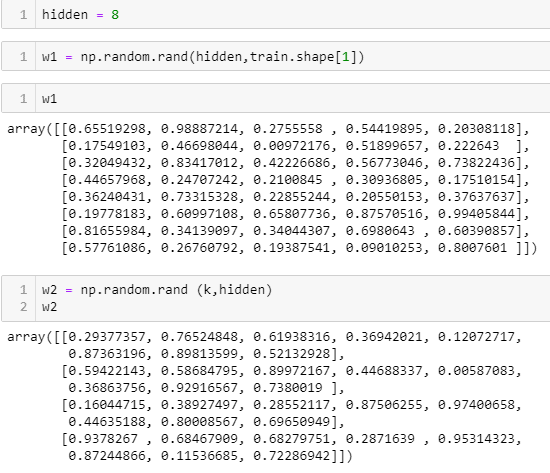 1 hidden = 8
1 w1 = np.random.rand(hidden,train.shape[1])
1 w1
array([[0.65519298, 0.98887214, 0.2755558 , 0.54419895, 0.20308118],
[0.17549103, 0.46698044, 0.00972176, 0.51899657, 0.222643  ],
[0.32049432, 0.83417012, 0.42226686, 0.56773046, 0.73822436],
[0.44657968, 0.24707242, 0.2100845 , 0.30936805, 0.17510154],
[0.36240431, 0.73315328, 0.22855244, 0.20550153, 0.37637637],
[0.19778183, 0.60997108, 0.65807736, 0.87570516, 0.99405844],
[0.81655984, 0.34139097, 0.34044307, 0.6980643 , 0.60390857],
[0.57761086, 0.26760792, 0.19387541, 0.09010253, 0.8007601 ]])
1 w2 = np.random.rand (k,hidden)
2 w2
array([[0.29377357, 0.76524848, 0.61938316, 0.36942021, 0.12072717,
0.87363196, 0.89813599, 0.52132928],
[0.59422143, 0.58684795, 0.89972167, 0.44688337, 0.00587083,
0.36863756, 0.92916567, 0.7380019 ],
[0.16044715, 0.38927497, 0.28552117, 0.87506255, 0.97400658,
0.44635188, 0.80008567, 0.69650949],
[0.9378267 , 0.68467909, 0.68279751, 0.2871639 , 0.95314323,
0.87244866, 0.11536685, 0.72286942]])